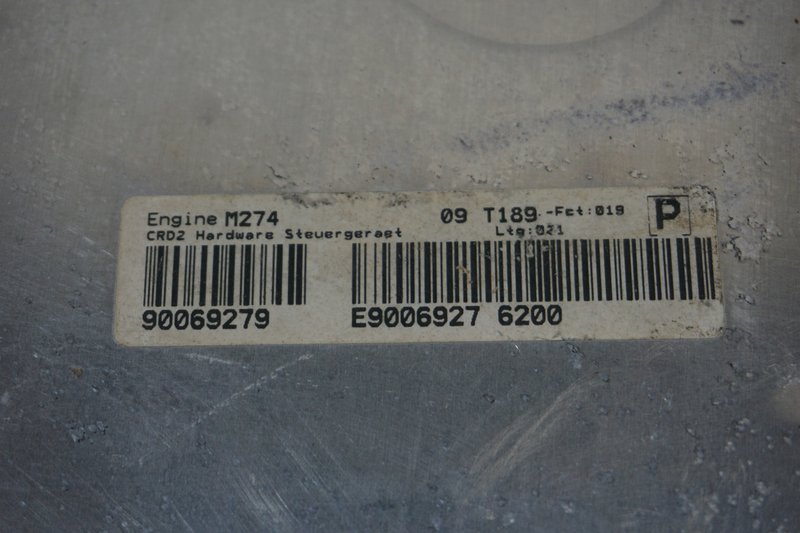 Engine M274 09 T189 -Fct:019 P
CRD2 Hardware Steuergeraet Ltg:021
90069279 E9006927 6200